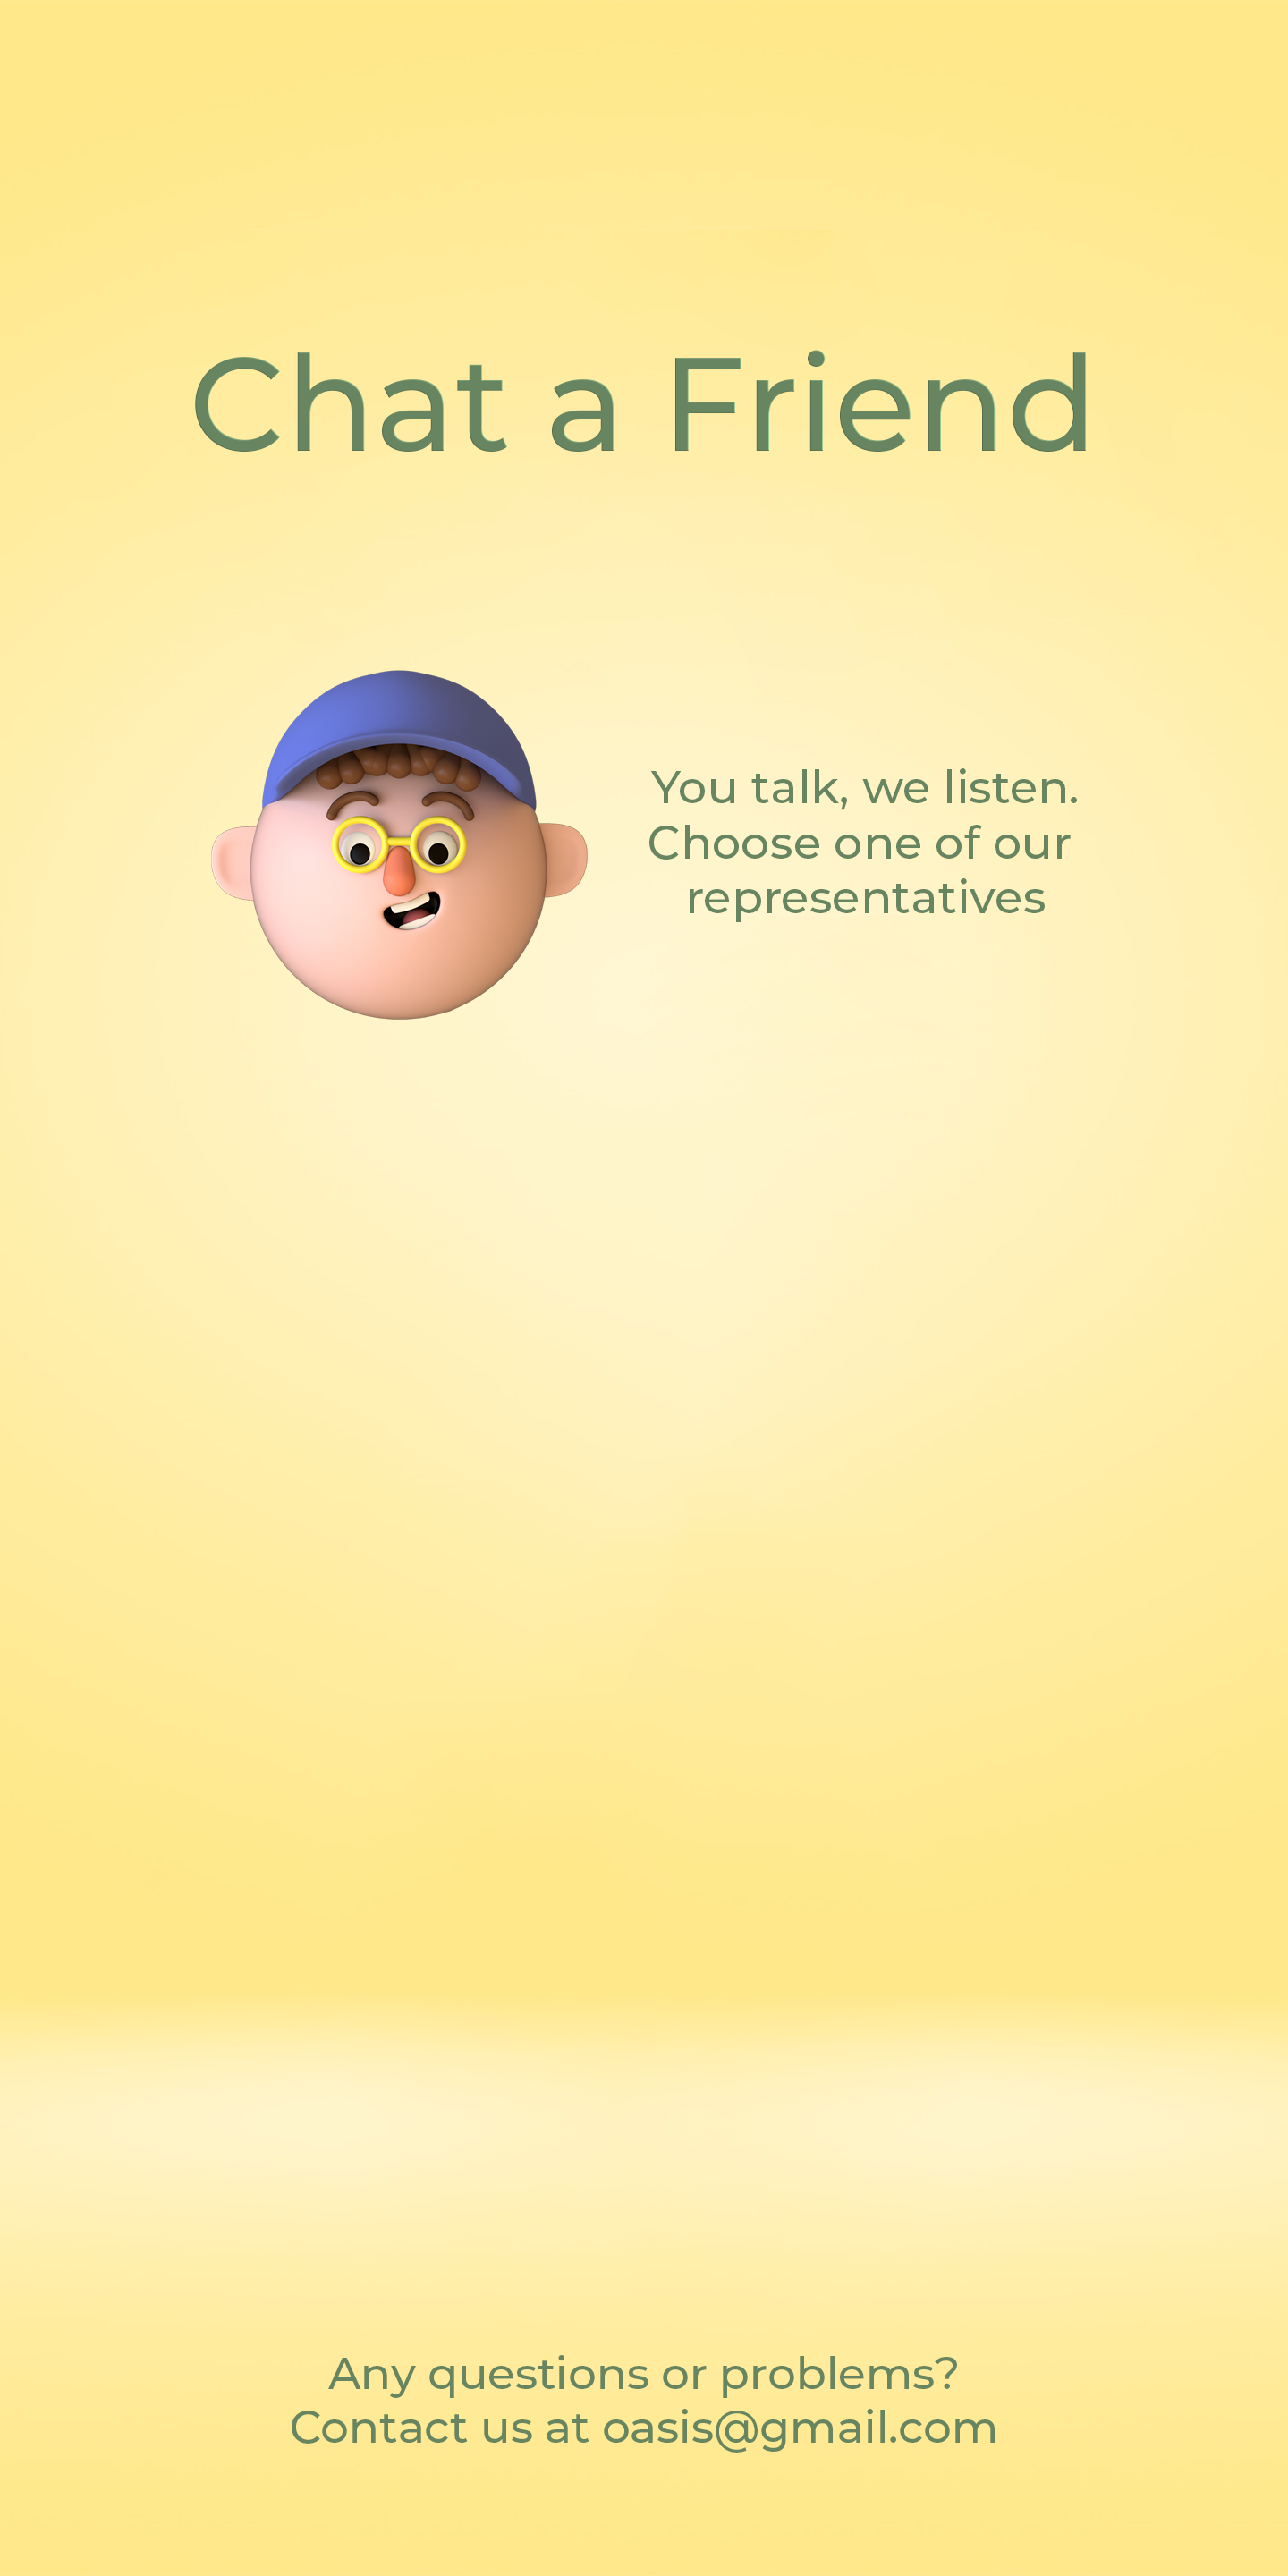 Chat a Friend
You talk, we listen.
Choose one of our
representatives
Any questions or problems?
Contact us at oasis@gmail.com